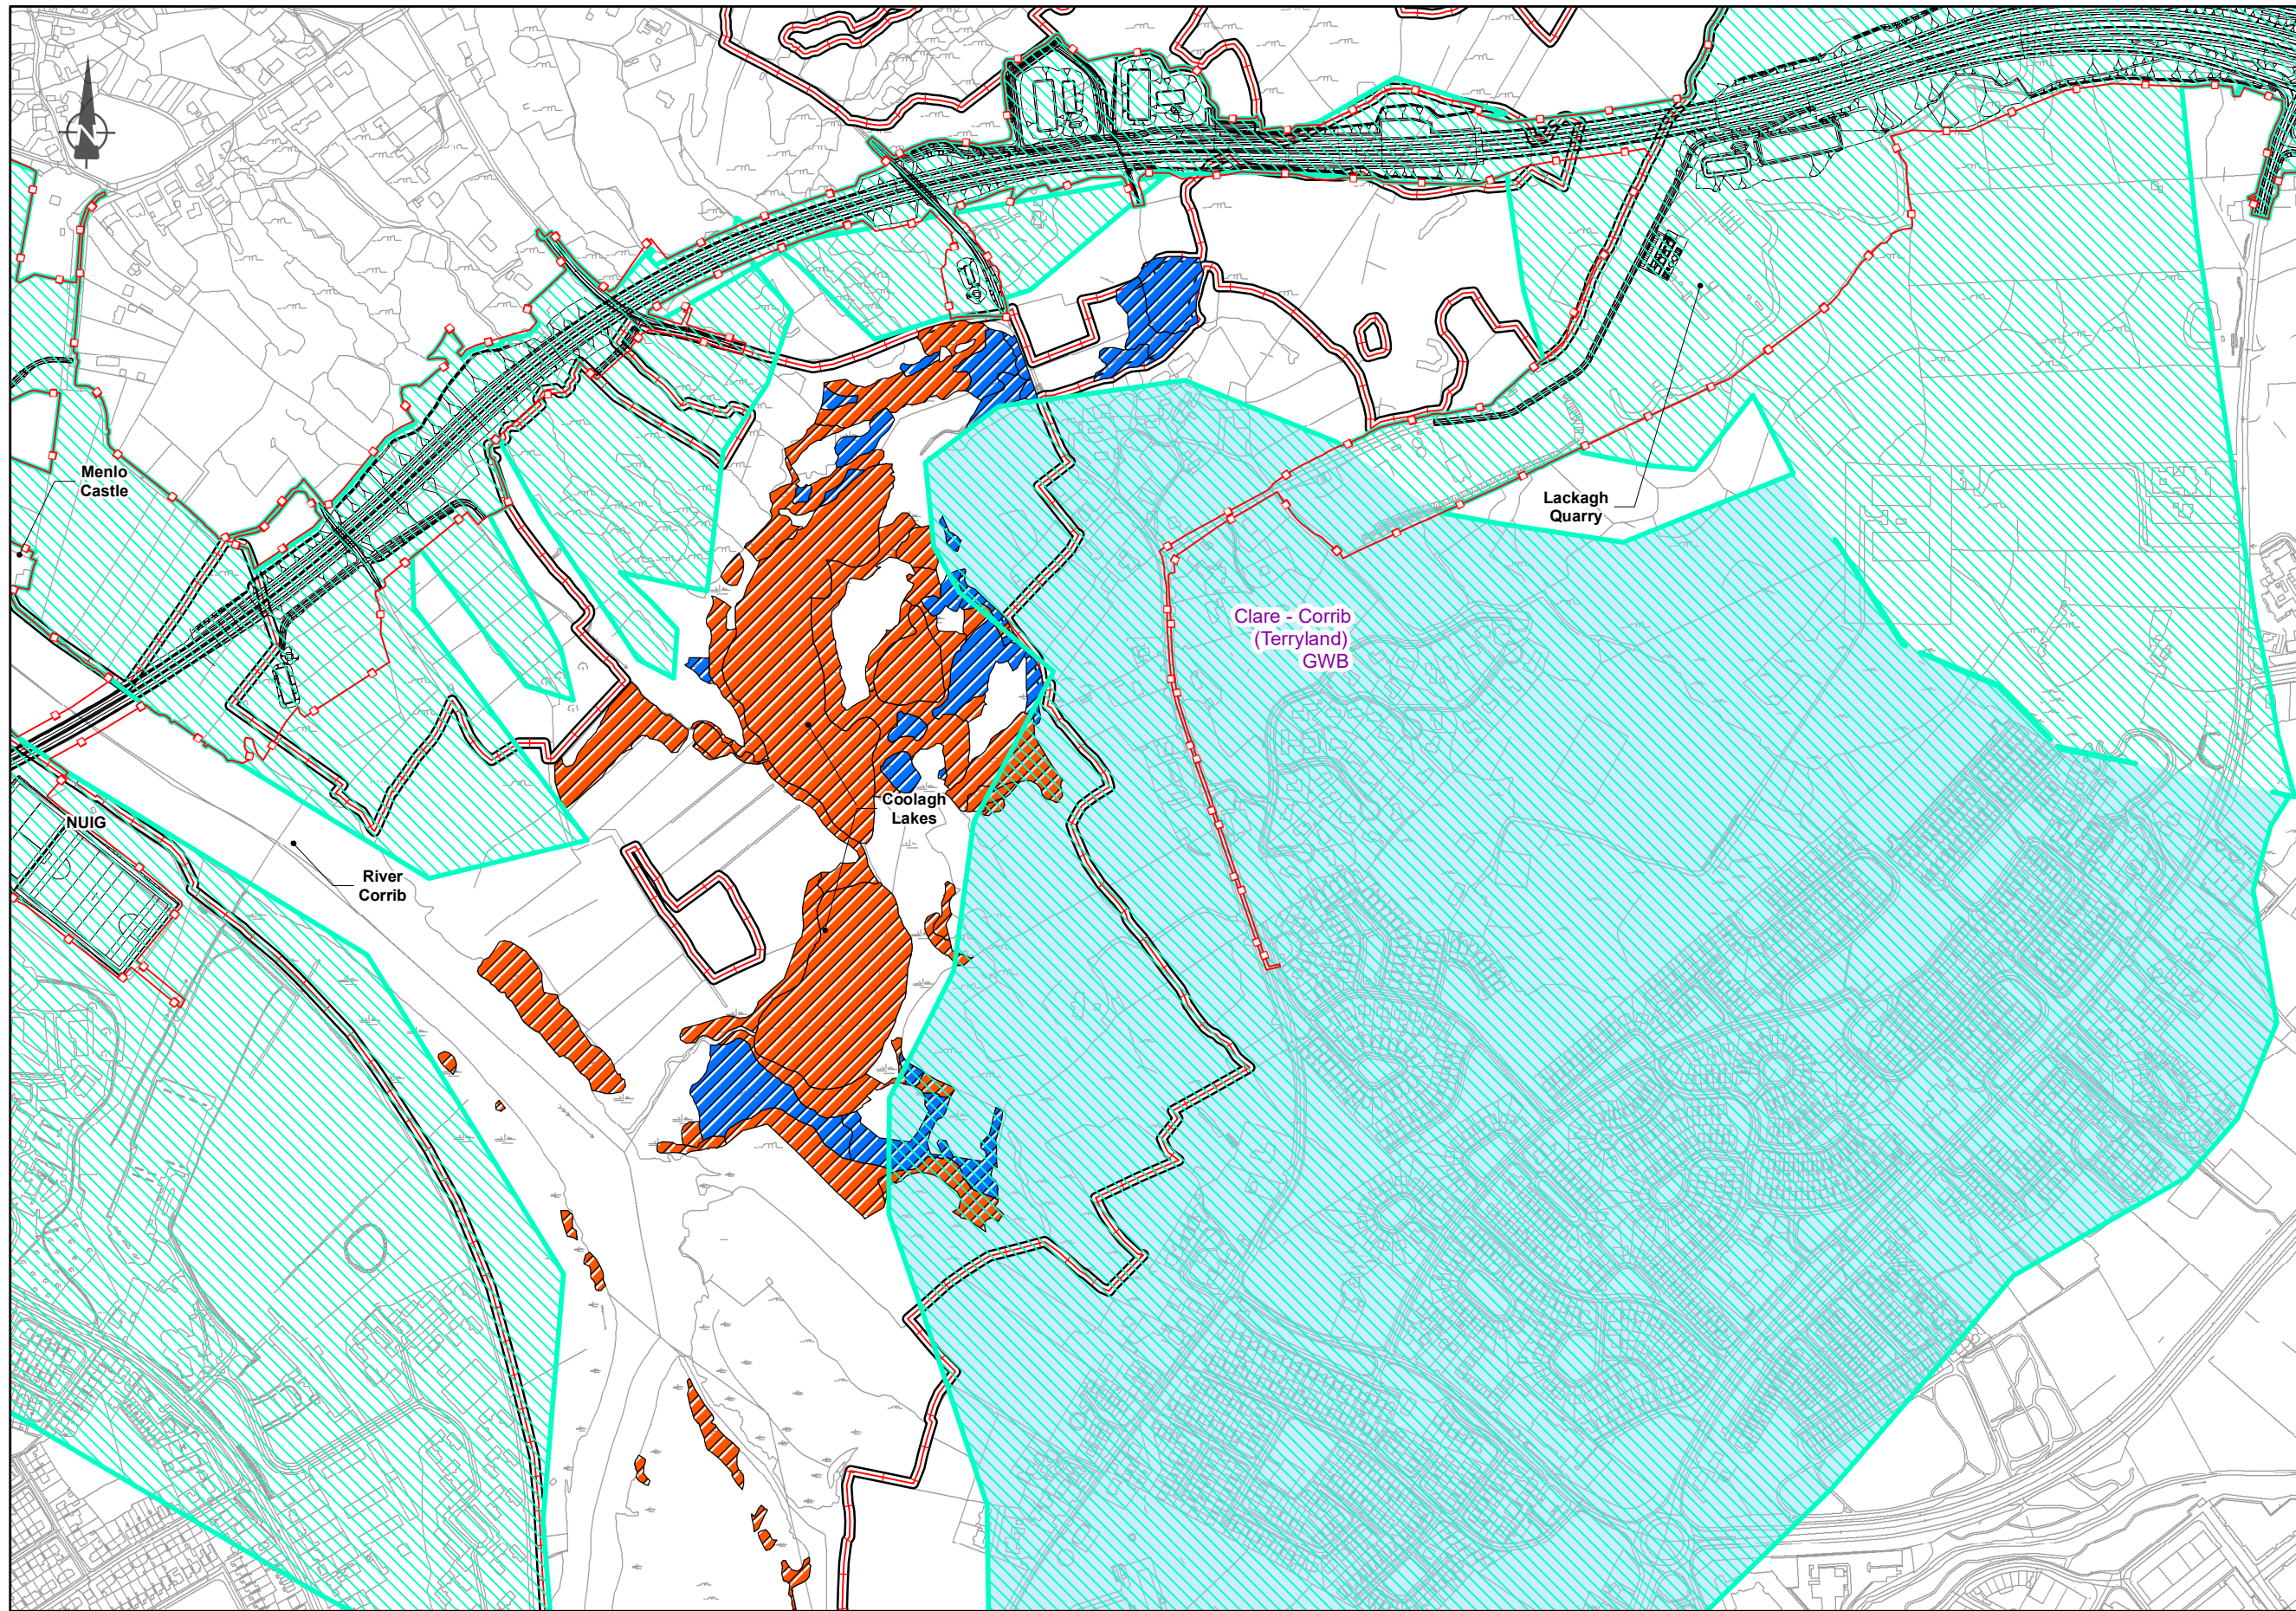 N
Menlo
Castle
Lackagh
Quarry
Clare - Corrib
(Terryland)
GWB
Coolagh
Lakes
NUIG
River
Corrib